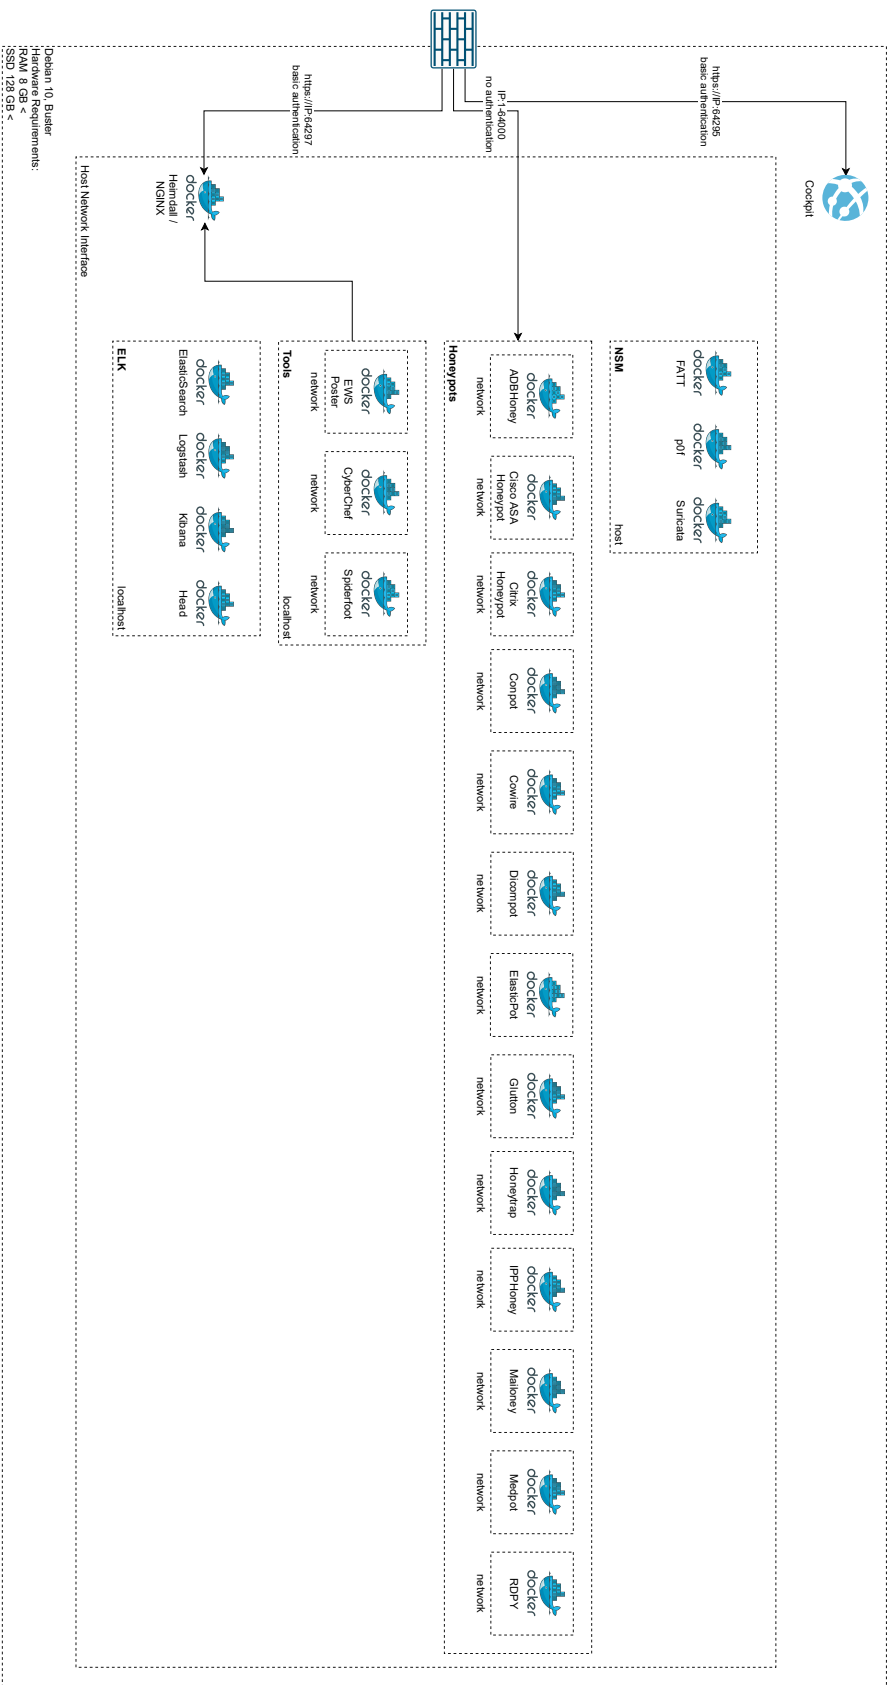 https://IP:64295
basic authentication
Cockpit
IP:1-64000
no authentication
https://IP:64297
basic authentication
docker
Heimdall /
NGINX
Host Network Interface
NSM
docker
FATT
docker
p0f
docker
Suricata
host
Honeypots
docker
ADBHoney
network
docker
Cisco ASA
Honeypot
network
docker
Citrix
Honeypot
network
docker
Conpot
network
docker
Cowire
network
docker
Dicompot
network
docker
ElasticPot
network
docker
Glutton
network
docker
Honeytrap
network
docker
IPPHoney
network
docker
Mailoney
network
docker
Medpot
network
docker
RDPY
network
Tools
docker
EWS
Poster
network
docker
CyberChef
network
docker
Spiderfoot
network
localhost
ELK
docker
ElasticSearch
docker
Logstash
docker
Kibana
docker
Head
localhost
Debian 10, Buster
Hardware Requirements:
RAM 8 GB <
SSD 128 GB <